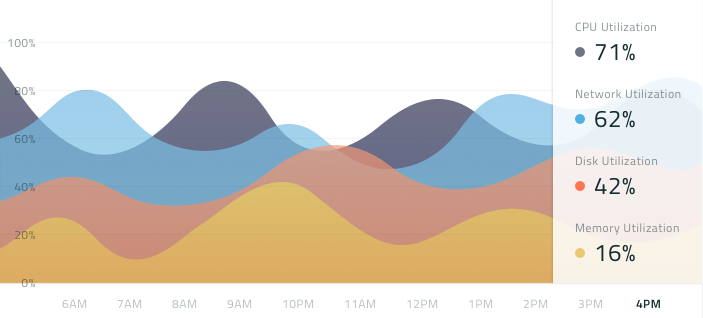 CPU Utilization
71%
Network Utilization
62%
Disk Utilization
42%
Memory Utilization
16%
100%
80%
60%
40%
20%
0%
6AM 7AM 8AM 9AM 10PM 11AM 12PM 1PM 2PM 3PM 4PM